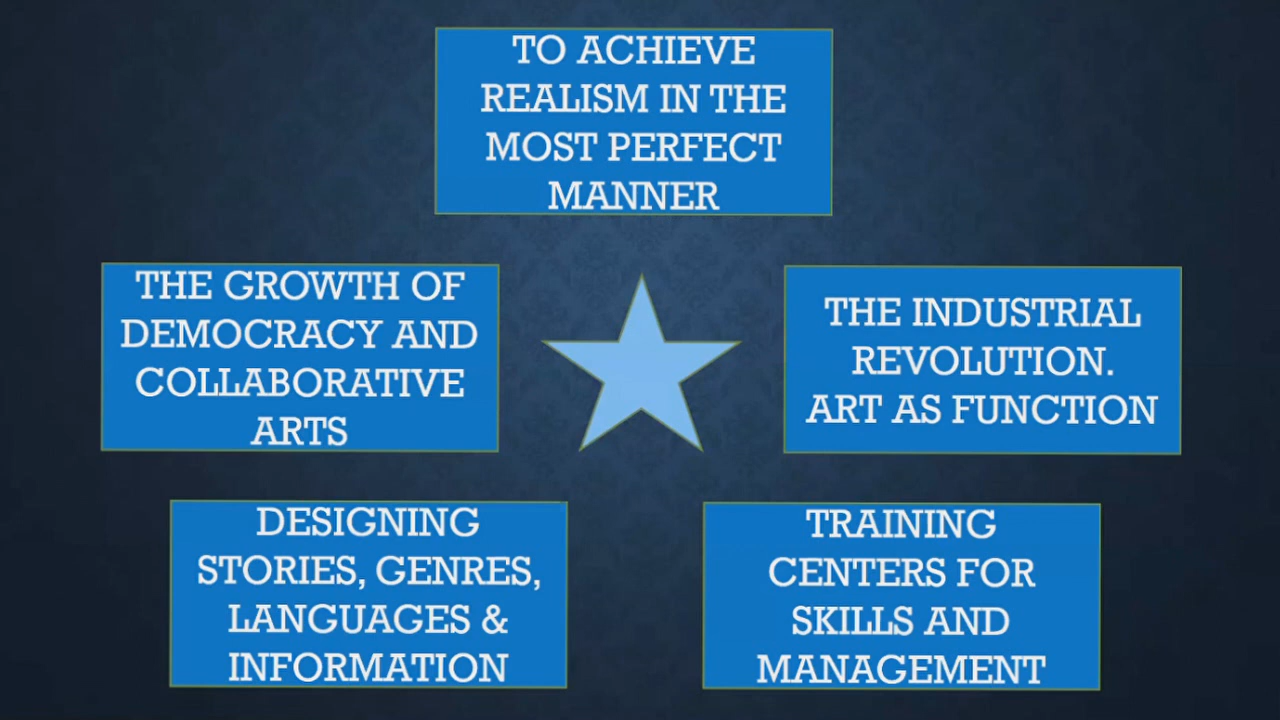 TO ACHIEVE
REALISM IN THE
MOST PERFECT
MANNER
THE GROWTH OF
DEMOCRACY AND
COLLABORATIVE
ARTS
THE INDUSTRIAL
REVOLUTION.
ART AS FUNCTION
DESIGNING
STORIES, GENRES,
LANGUAGES &
INFORMATION
TRAINING
CENTERS FOR
SKILLS AND
MANAGEMENT